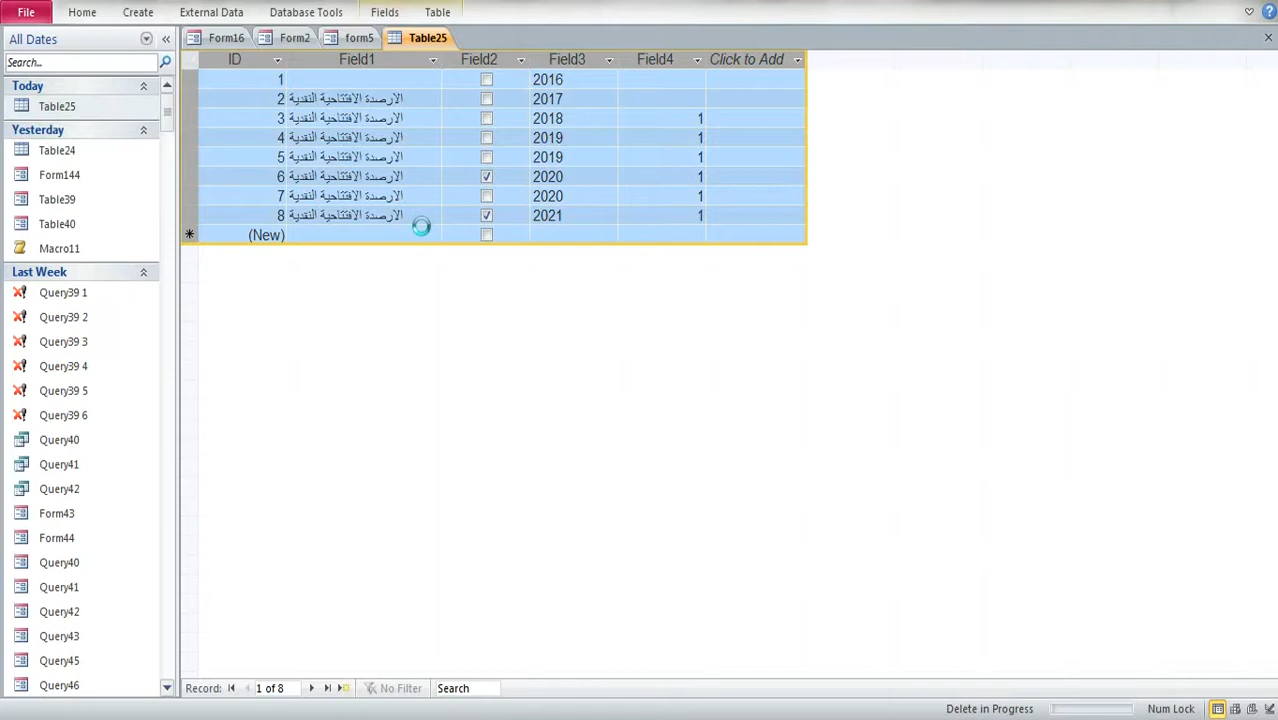 File Home Create External Data Database Tools Fields Table
All Dates
Form16 Form2 form5 Table25
Search...
ID Field1 Field2 Field3 Field4 Click to Add
1 2016
2 الارصدة الافتتاحية النقدية 2017
3 الارصدة الافتتاحية النقدية 2018 1
4 الارصدة الافتتاحية النقدية 2019 1
5 الارصدة الافتتاحية النقدية 2019 1
6 الارصدة الافتتاحية النقدية 2020 1
7 الارصدة الافتتاحية النقدية 2020 1
8 الارصدة الافتتاحية النقدية 2021 1
(New)
Today
Table25
Yesterday
Table24
Form144
Table39
Table40
Macro11
Last Week
Query39 1
Query39 2
Query39 3
Query39 4
Query39 5
Query39 6
Query40
Query41
Query42
Form43
Form44
Query40
Query41
Query42
Query43
Query45
Query46
Record: 1 of 8 No Filter Search
Delete in Progress Num Lock